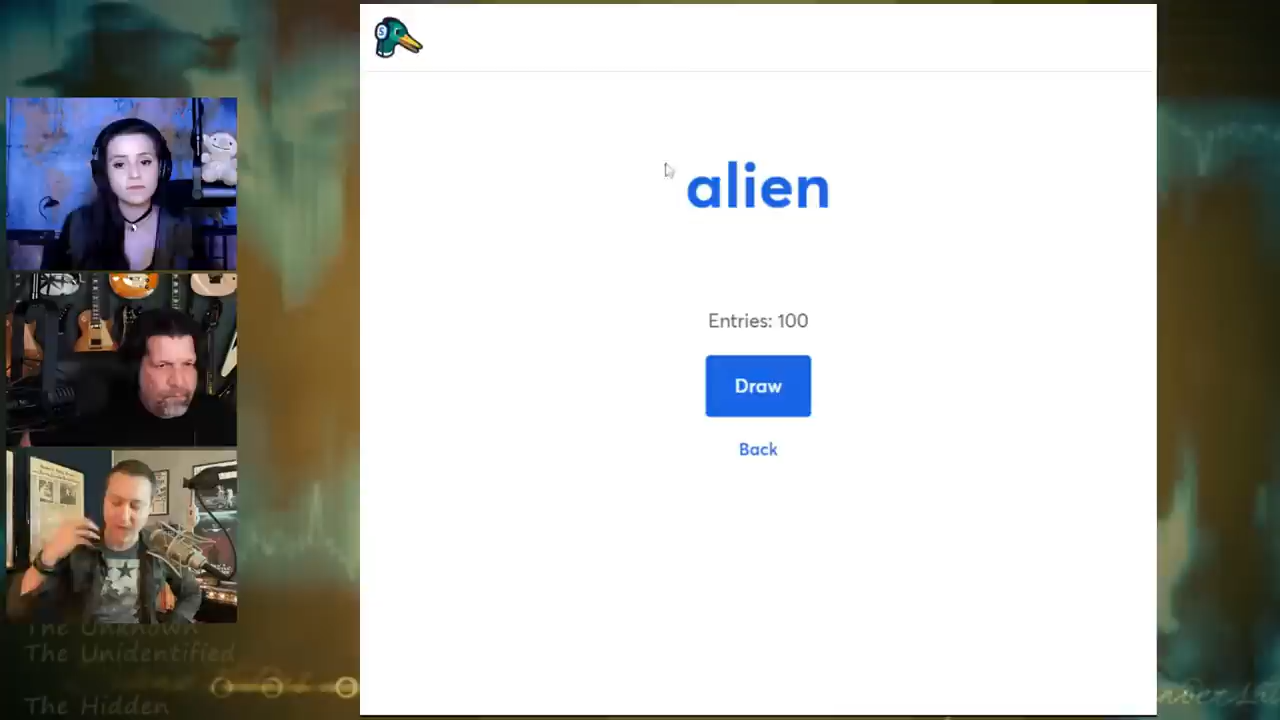 alien
Entries: 100
Draw
Back
The Unknown
The Unidentified
The Hidden